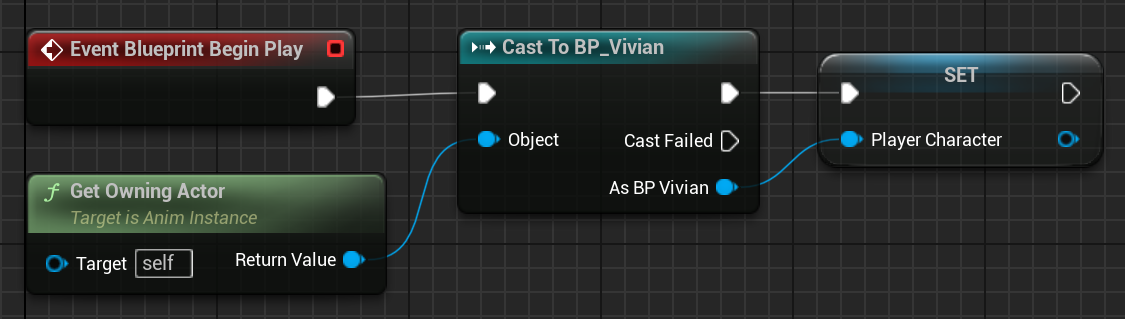 Event Blueprint Begin Play
Cast To BP_Vivian
SET
Object
Cast Failed
As BP Vivian
Player Character
f Get Owning Actor
Target is Anim Instance
Target self
Return Value